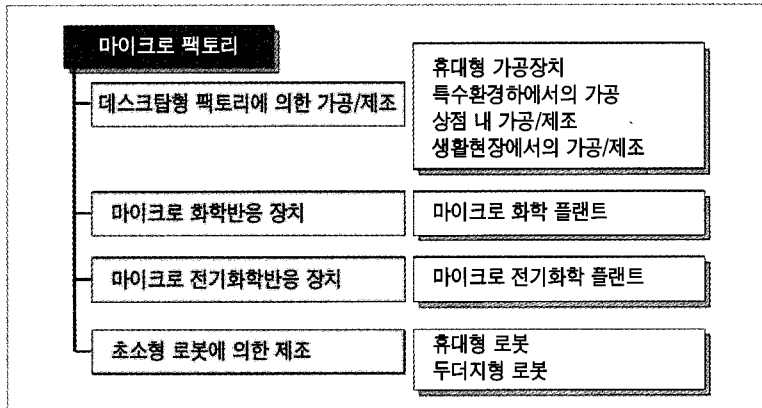 마이크로 팩토리
데스크탑형 팩토리에 의한 가공/제조
휴대형 가공장치
특수환경하에서의 가공
상점 내 가공/제조
생활현장에서의 가공/제조
마이크로 화학반응 장치
마이크로 화학 플랜트
마이크로 전기화학반응 장치
마이크로 전기화학 플랜트
초소형 로봇에 의한 제조
휴대형 로봇
두더지형 로봇